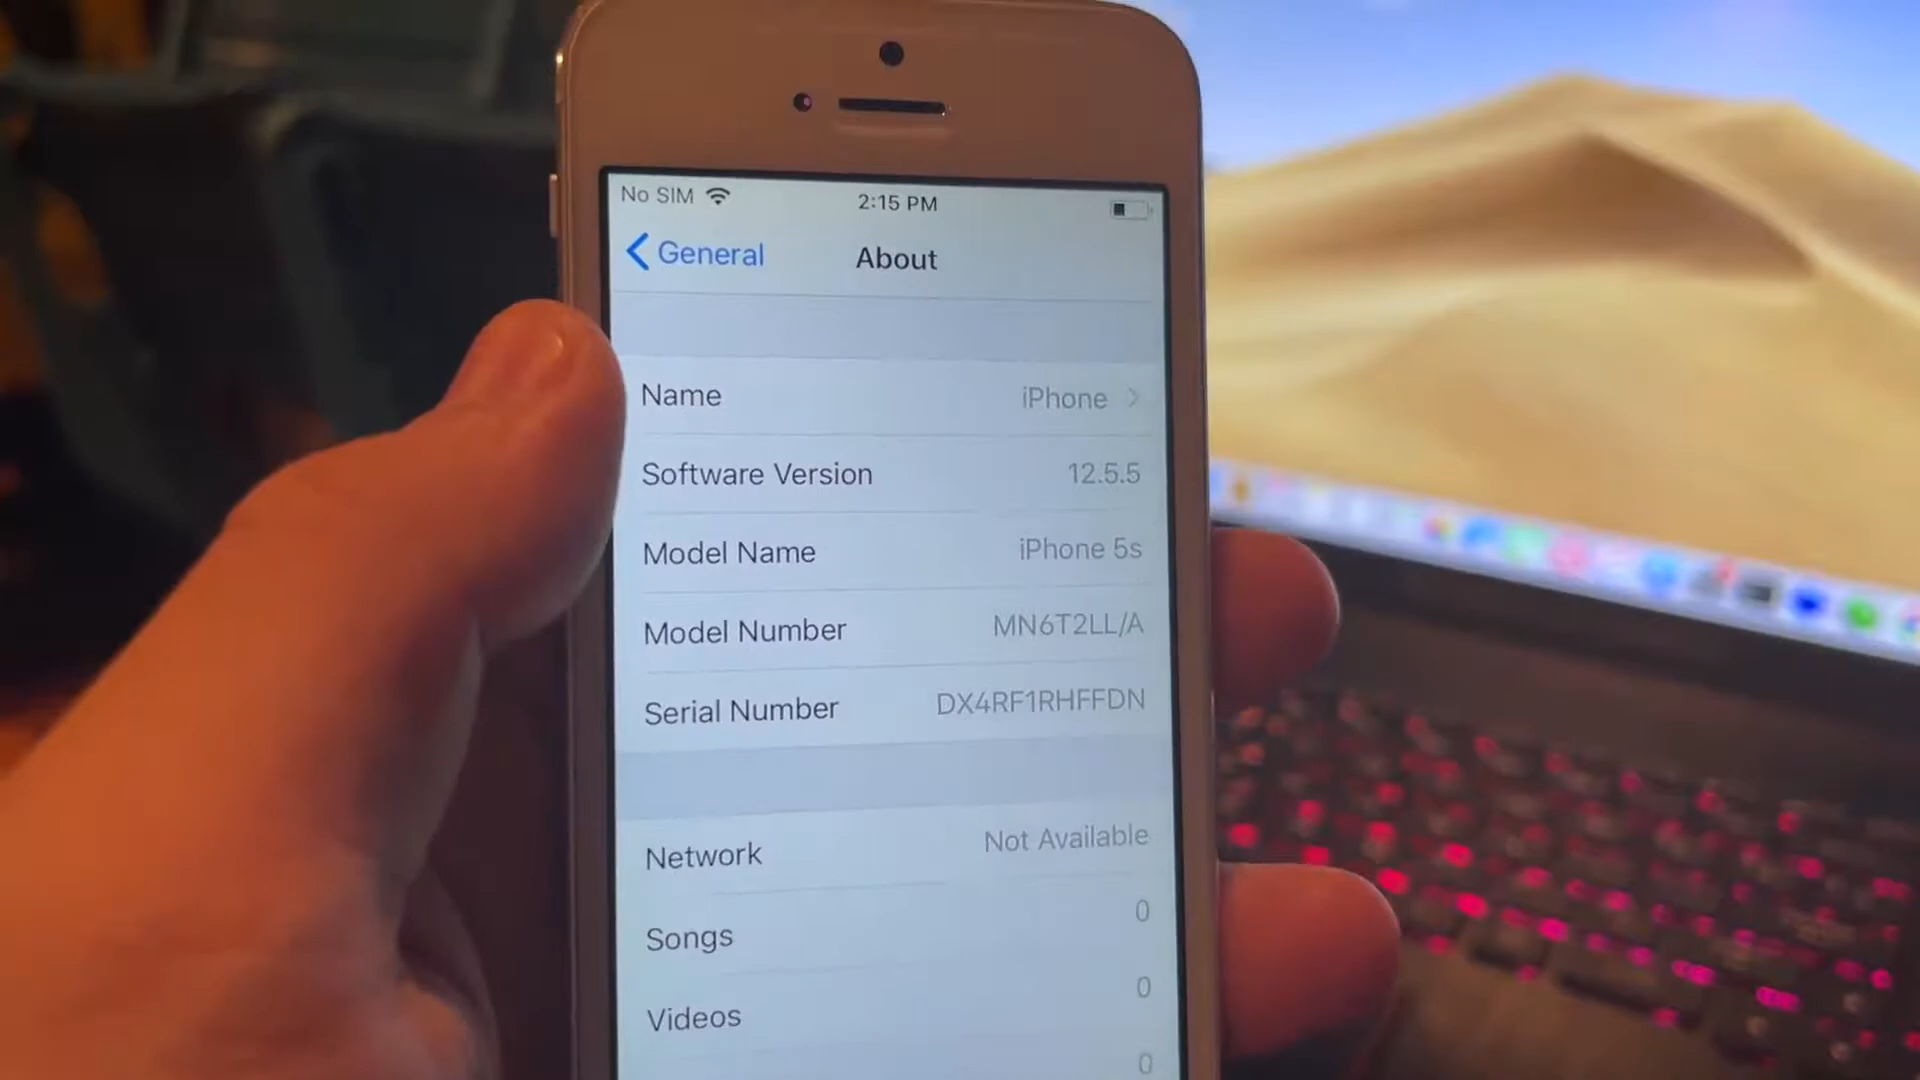 No SIM 2:15 PM
General About
Name iPhone
Software Version 12.5.5
Model Name iPhone 5s
Model Number MN6T2LL/A
Serial Number DX4RF1RHFFDN
Network Not Available
Songs 0
Videos 0
0